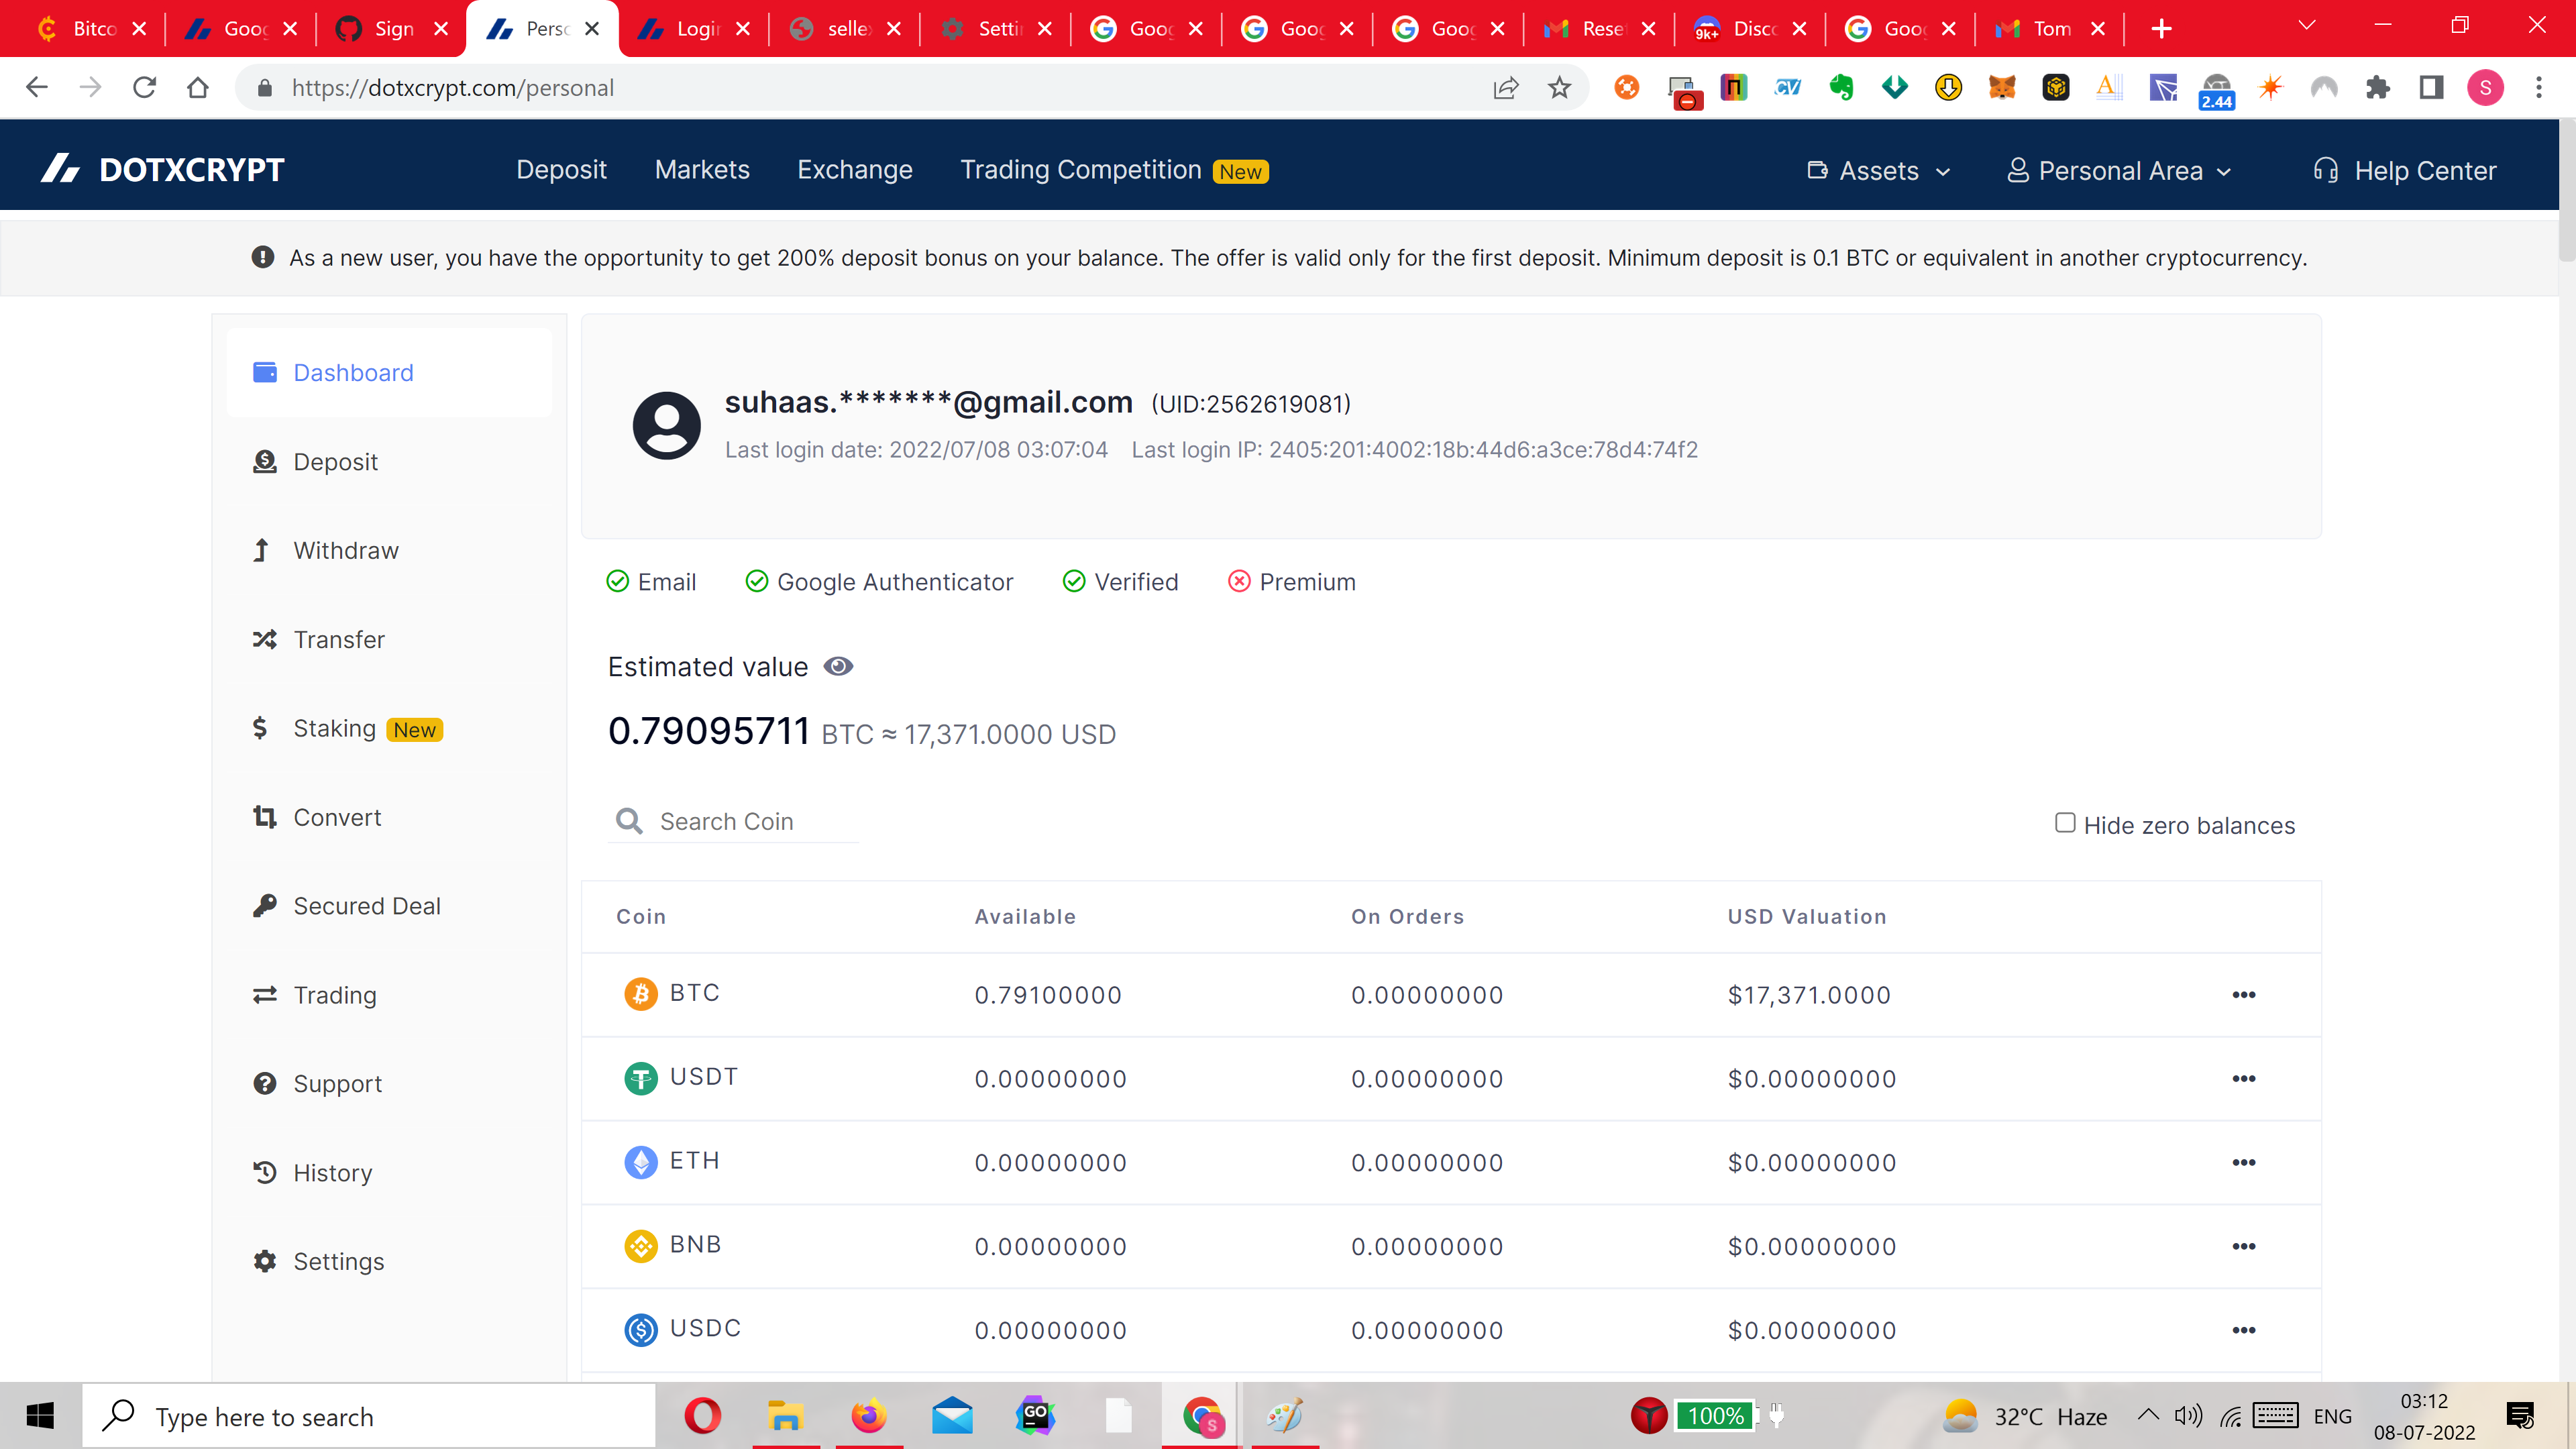 Bitco
Goog
Sign
Perso
Login
sellex
Settin
Goog
Goog
Goog
Reset
9k+
Disco
Goog
Tom
https://dotxcrypt.com/personal
CV
A
2.44
S
DOTXCRYPT
Deposit
Markets
Exchange
Trading Competition New
Assets
Personal Area
Help Center
As a new user, you have the opportunity to get 200% deposit bonus on your balance. The offer is valid only for the first deposit. Minimum deposit is 0.1 BTC or equivalent in another cryptocurrency.
Dashboard
Deposit
Withdraw
Transfer
Staking New
Convert
Secured Deal
Trading
Support
History
Settings
suhaas.*******@gmail.com (UID:2562619081)
Last login date: 2022/07/08 03:07:04 Last login IP: 2405:201:4002:18b:44d6:a3ce:78d4:74f2
Email
Google Authenticator
Verified
Premium
Estimated value
0.79095711 BTC ≈ 17,371.0000 USD
Search Coin
Hide zero balances
Coin Available On Orders USD Valuation
BTC 0.79100000 0.00000000 $17,371.0000
USDT 0.00000000 0.00000000 $0.00000000
ETH 0.00000000 0.00000000 $0.00000000
BNB 0.00000000 0.00000000 $0.00000000
USDC 0.00000000 0.00000000 $0.00000000
Type here to search
GO
S
100%
32°C Haze
ENG
03:12
08-07-2022